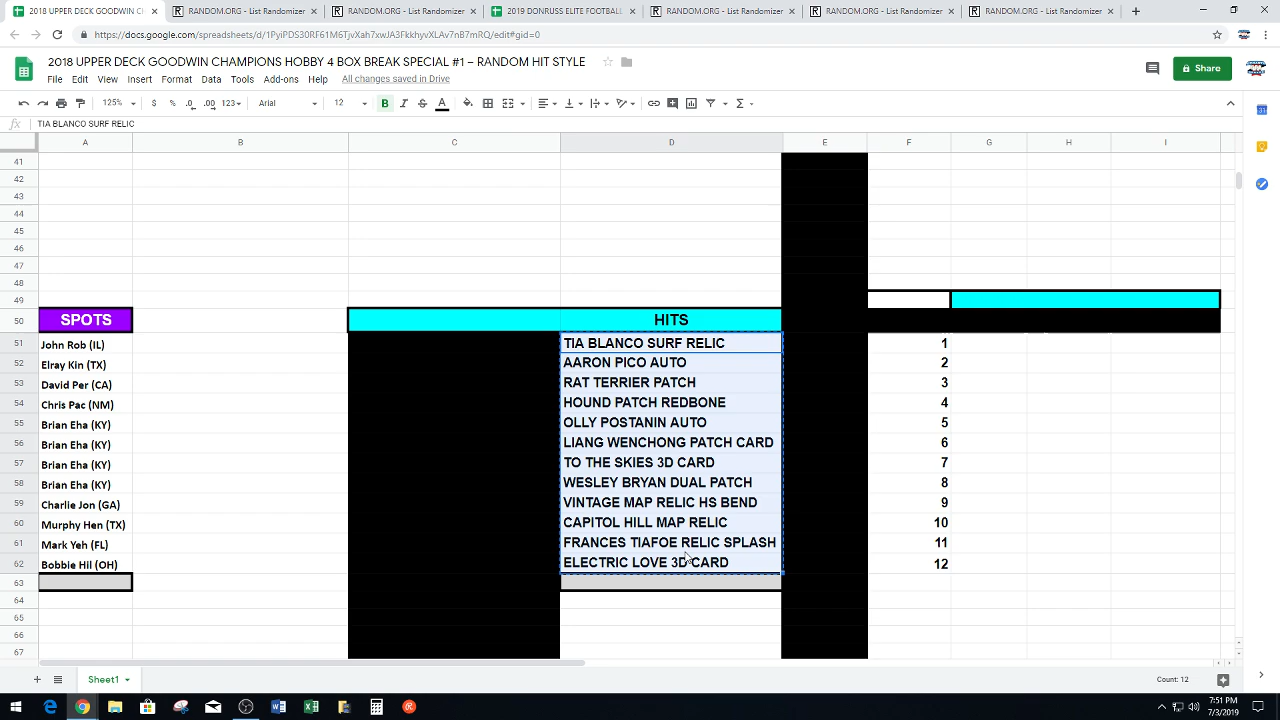 2018 UPPER DECK GOODWIN CH
RANDOM.ORG - List Randomizer
RANDOM.ORG - List Randomizer
2019 DONRUSS ELITE FOOTBALL
RANDOM.ORG - List Randomizer
RANDOM.ORG - List Randomizer
RANDOM.ORG - List Randomizer
https://docs.google.com/spreadsheets/d/1PyiPDS30RF61M6TjvXah7xwJA3FkkhyvXLAv7nB7mRQ/edit#gid=0
2018 UPPER DECK GOODWIN CHAMPIONS HOBBY 4 BOX BREAK SPECIAL #1 – RANDOM HIT STYLE
File Edit View Insert Format Data Tools Add-ons Help All changes saved in Drive
Share
125% $ % .0 .00 123 Arial 12 B I S A
fx TIA BLANCO SURF RELIC
A B C D E F G H I
41
42
43
44
45
46
47
48
49
50 SPOTS HITS
51 John Rob (IL) TIA BLANCO SURF RELIC 1
52 Elray Kin (TX) AARON PICO AUTO 2
53 David Per (CA) RAT TERRIER PATCH 3
54 Chris Pac (NM) HOUND PATCH REDBONE 4
55 Brian Eha (KY) OLLY POSTANIN AUTO 5
56 Brian Eha (KY) LIANG WENCHONG PATCH CARD 6
57 Brian Eha (KY) TO THE SKIES 3D CARD 7
58 Brian Eha (KY) WESLEY BRYAN DUAL PATCH 8
59 Charlie Jon (GA) VINTAGE MAP RELIC HS BEND 9
60 Murphy Hen (TX) CAPITOL HILL MAP RELIC 10
61 Mark Yeh (FL) FRANCES TIAFOE RELIC SPLASH 11
62 Bobbie Hil (OH) ELECTRIC LOVE 3D CARD 12
63
64
65
66
67
Sheet1
Count: 12
7:51 PM
7/3/2019